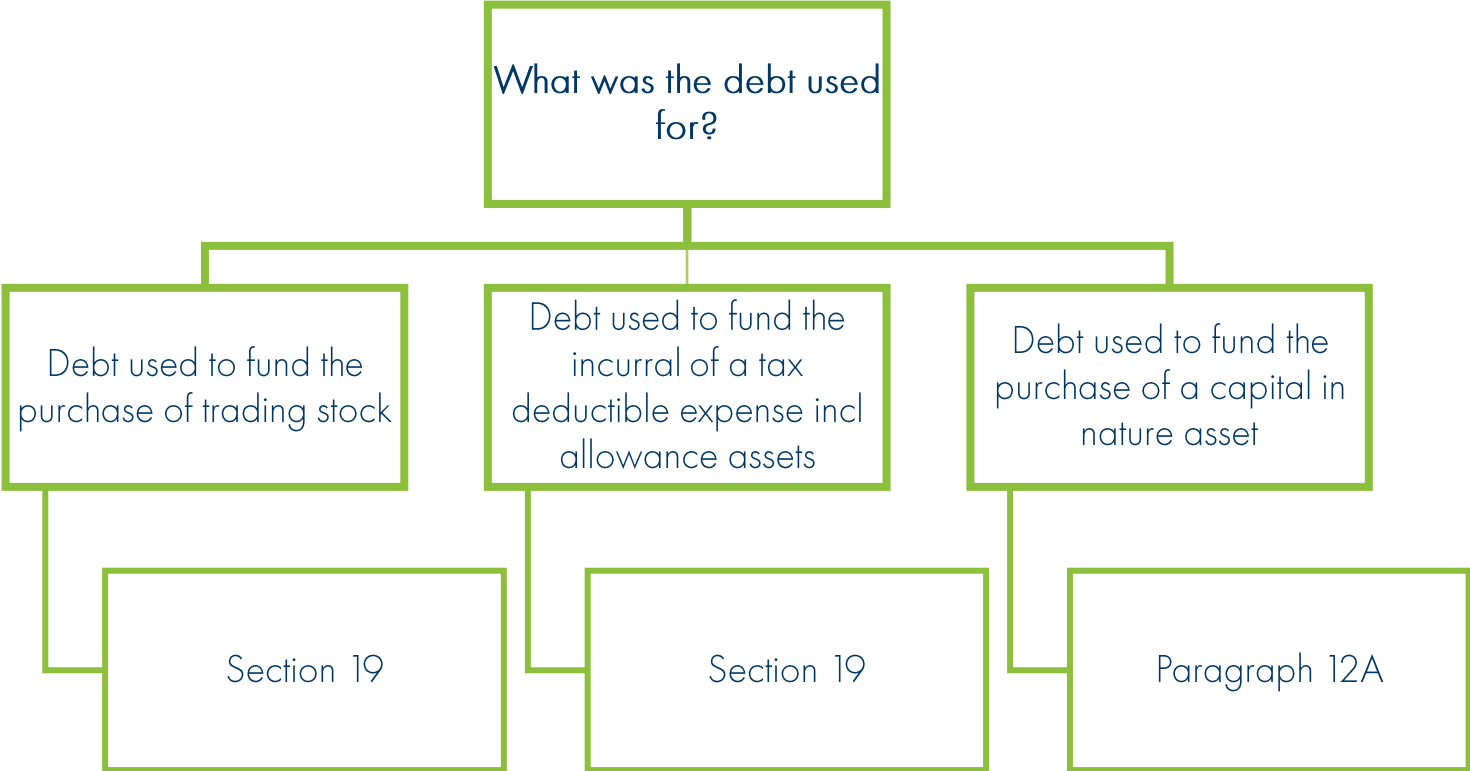 What was the debt used
for?
Debt used to fund the
purchase of trading stock
Debt used to fund the
incurral of a tax
deductible expense incl
allowance assets
Debt used to fund the
purchase of a capital in
nature asset
Section 19
Section 19
Paragraph 12A